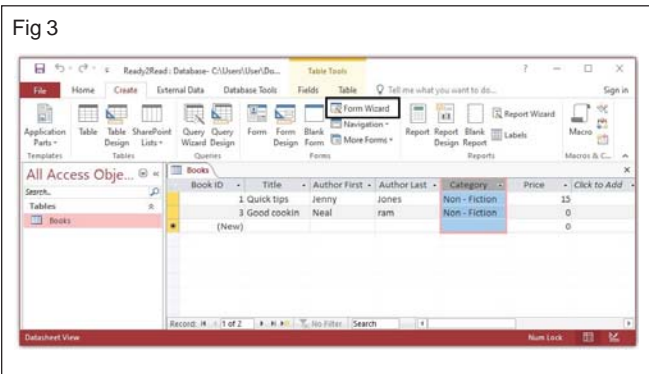 Fig 3
Ready2Read : Database- C:\Users\User\Do... Table Tools ? Sign in
File Home Create External Data Database Tools Fields Table Tell me what you want to do...
Application Parts Table Table Design SharePoint Lists Query Wizard Query Design Form Form Design Blank Form Form Wizard Navigation More Forms Report Report Design Blank Report Report Wizard Labels Macro
Templates Tables Queries Forms Reports Macros & C...
All Access Obje...
Search..
Tables
Books
Books
Book ID Title Author First Author Last Category Price Click to Add
1 Quick tips Jenny Jones Non - Fiction 15
3 Good cookin Neal ram Non - Fiction 0
(New) 0
Record: 1 of 2 No Filter Search
Datasheet View Num Lock